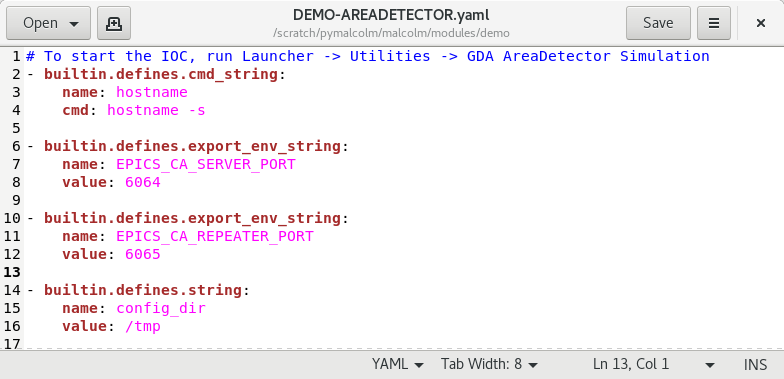 Open
DEMO-AREADETECTOR.yaml
/scratch/pymalcolm/malcolm/modules/demo
Save
1 # To start the IOC, run Launcher -> Utilities -> GDA AreaDetector Simulation
2 - builtin.defines.cmd_string:
3     name: hostname
4     cmd: hostname -s
5
6 - builtin.defines.export_env_string:
7     name: EPICS_CA_SERVER_PORT
8     value: 6064
9
10 - builtin.defines.export_env_string:
11     name: EPICS_CA_REPEATER_PORT
12     value: 6065
13
14 - builtin.defines.string:
15     name: config_dir
16     value: /tmp
17
YAML Tab Width: 8 Ln 13, Col 1 INS